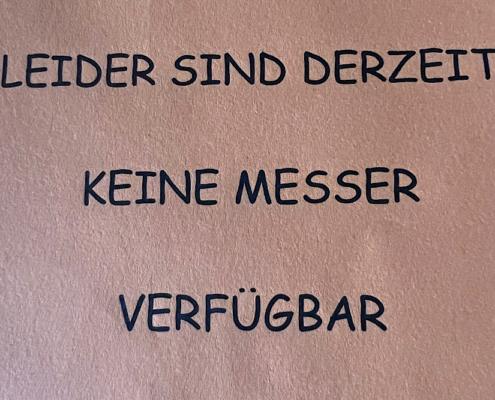 LEIDER SIND DERZEIT
KEINE MESSER
VERFÜGBAR